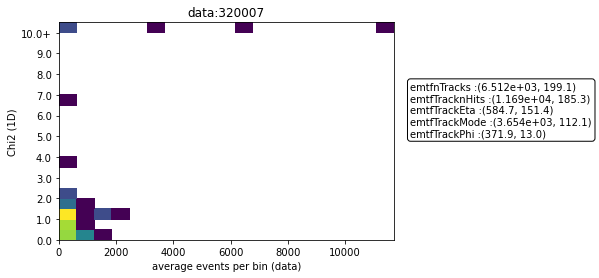 data:320007
10.0+
9.0
8.0
7.0
6.0
5.0
4.0
3.0
2.0
1.0
0.0
Chi2 (1D)
0 2000 4000 6000 8000 10000
average events per bin (data)
emtfnTracks :(6.512e+03, 199.1)
emtfTracknHits :(1.169e+04, 185.3)
emtfTrackEta :(584.7, 151.4)
emtfTrackMode :(3.654e+03, 112.1)
emtfTrackPhi :(371.9, 13.0)